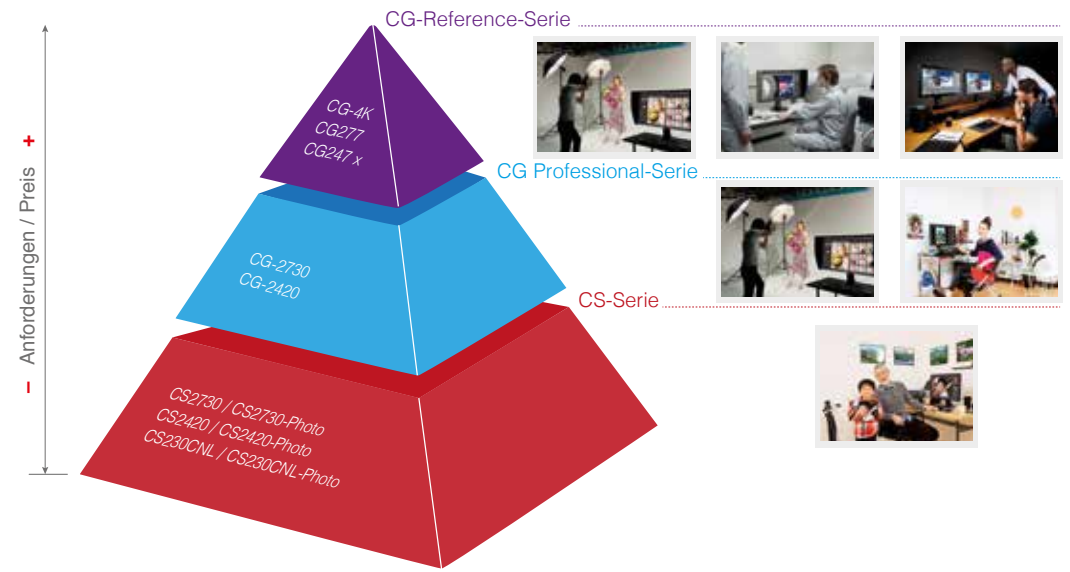 CG-Reference-Serie
CG-4K
CG277
CG247 x
CG Professional-Serie
CG-2730
CG-2420
CS-Serie
CS2730 / CS2730-Photo
CS2420 / CS2420-Photo
CS230CNL / CS230CNL-Photo
− Anforderungen / Preis +